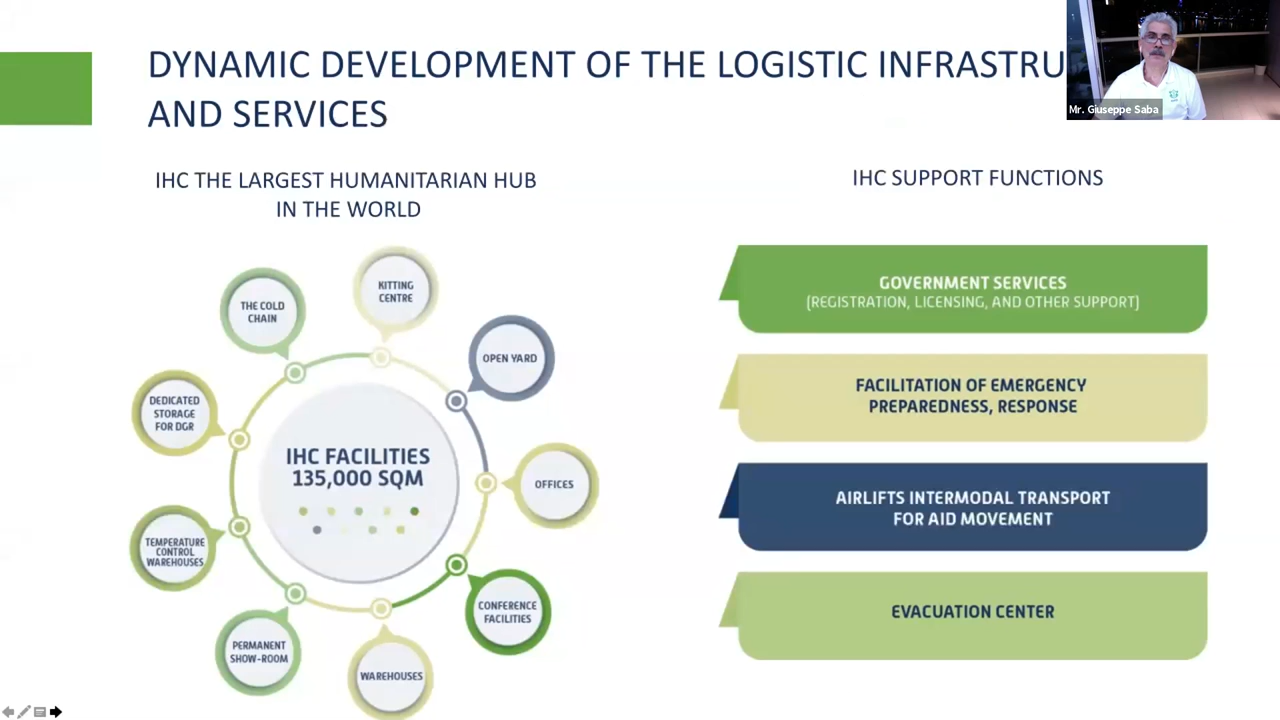 DYNAMIC DEVELOPMENT OF THE LOGISTIC INFRASTRU
AND SERVICES
Mr. Giuseppe Saba
IHC THE LARGEST HUMANITARIAN HUB
IN THE WORLD
KITTING
CENTRE
THE COLD
CHAIN
OPEN YARD
DEDICATED
STORAGE
FOR DGR
IHC FACILITIES
135,000 SQM
OFFICES
TEMPERATURE
CONTROL
WAREHOUSES
CONFERENCE
FACILITIES
PERMANENT
SHOW-ROOM
WAREHOUSES
IHC SUPPORT FUNCTIONS
GOVERNMENT SERVICES
(REGISTRATION, LICENSING, AND OTHER SUPPORT)
FACILITATION OF EMERGENCY
PREPAREDNESS, RESPONSE
AIRLIFTS INTERMODAL TRANSPORT
FOR AID MOVEMENT
EVACUATION CENTER